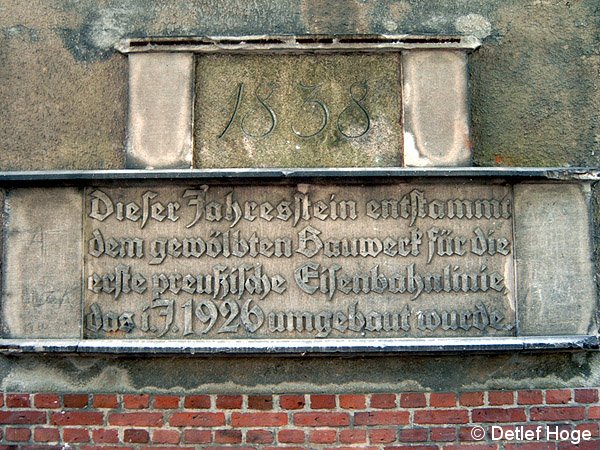 1838
Dieser Jahresstein entstammt
dem gewölbten Bauwerk für die
erste preußische Eisenbahnlinie
das i.J. 1926 umgebaut wurde
© Detlef Hoge